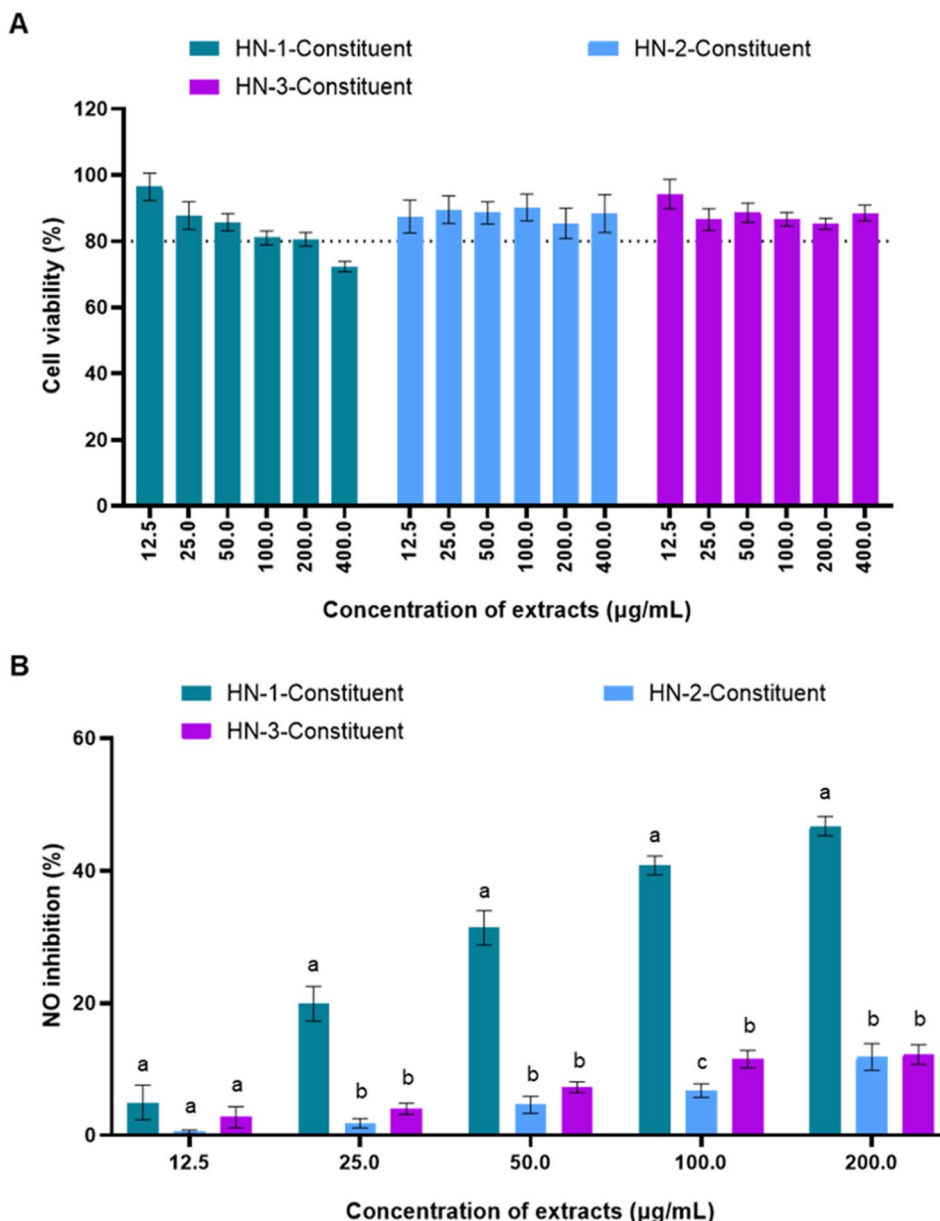 A
HN-1-Constituent HN-2-Constituent
HN-3-Constituent
120
100
80
60
40
20
0
Cell viability (%)
12.5 25.0 50.0 100.0 200.0 400.0 12.5 25.0 50.0 100.0 200.0 400.0 12.5 25.0 50.0 100.0 200.0 400.0
Concentration of extracts (µg/mL)
B
HN-1-Constituent HN-2-Constituent
HN-3-Constituent
60
40
20
0
NO inhibition (%)
a a a
a b b
a b b
a c b
a b b
12.5 25.0 50.0 100.0 200.0
Concentration of extracts (µg/mL)